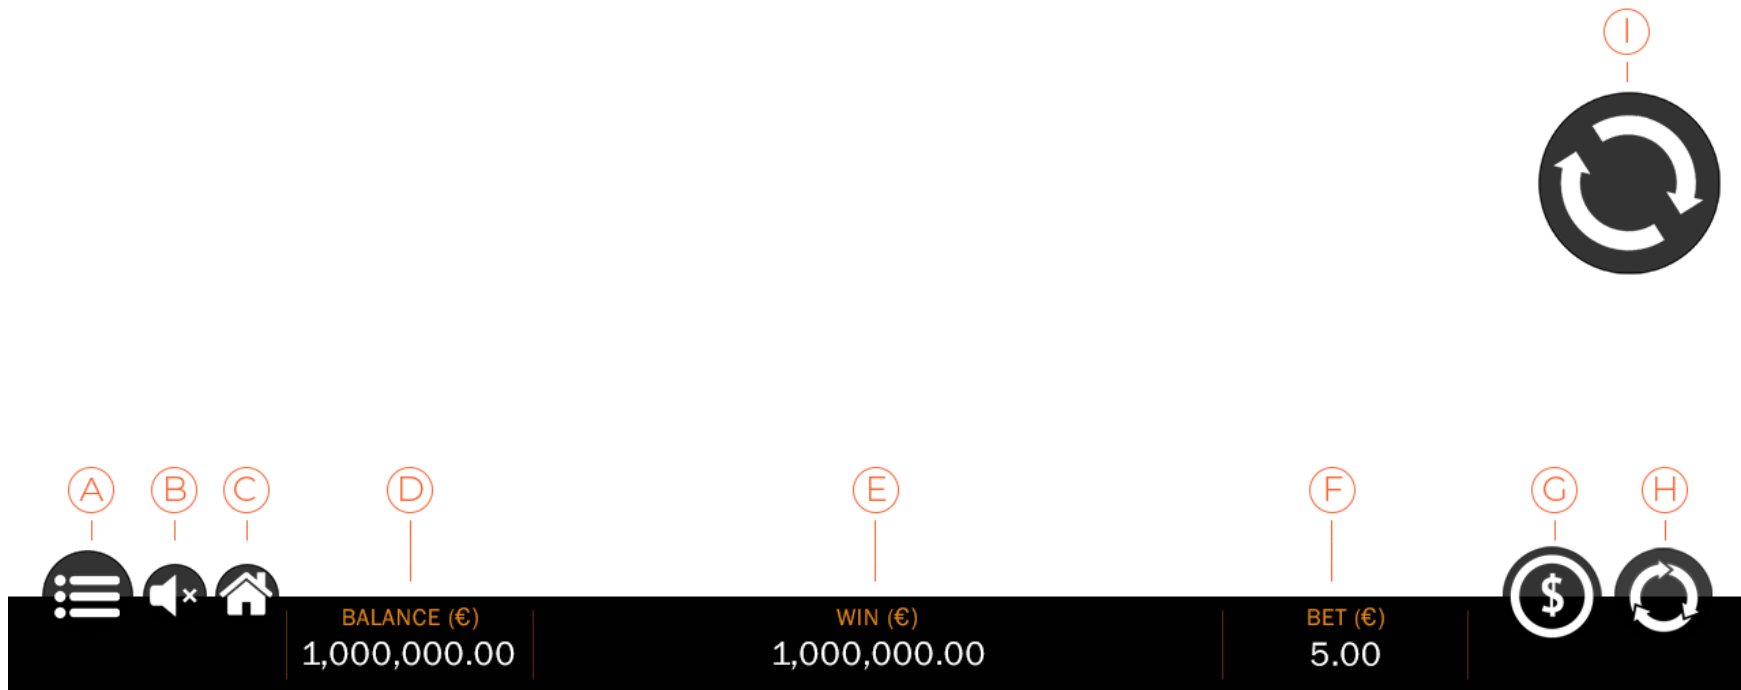 I
A B C D E F G H
BALANCE (€) WIN (€) BET (€)
$
1,000,000.00 1,000,000.00 5.00